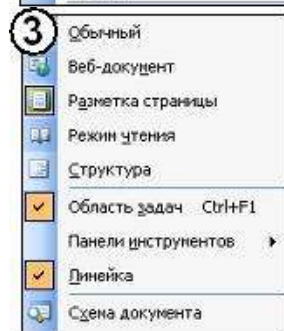 3
Обычный
Веб-документ
Разметка страницы
Режим чтения
Структура
Область задач Ctrl+F1
Панели инструментов
Линейка
Схема документа